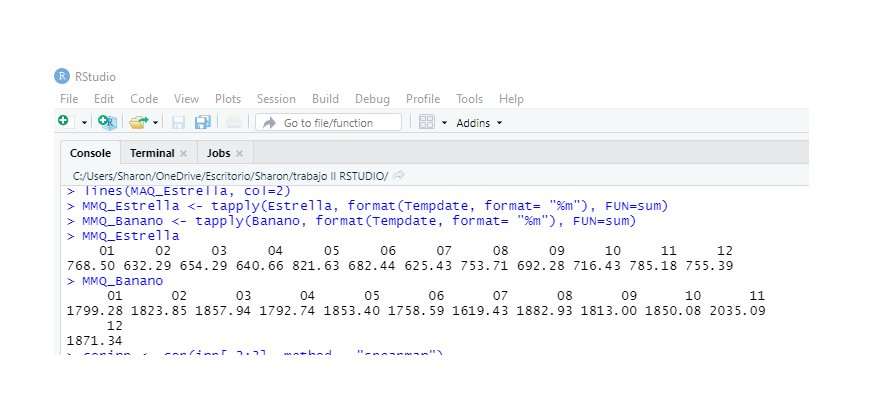 RStudio
File Edit Code View Plots Session Build Debug Profile Tools Help
Go to file/function Addins
Console Terminal × Jobs ×
C:/Users/Sharon/OneDrive/Escritorio/Sharon/trabajo II RSTUDIO/
> lines(MAQ_Estrella, col=2)
> MMQ_Estrella <- tapply(Estrella, format(Tempdate, format= "%m"), FUN=sum)
> MMQ_Banano <- tapply(Banano, format(Tempdate, format= "%m"), FUN=sum)
> MMQ_Estrella
01 02 03 04 05 06 07 08 09 10 11 12
768.50 632.29 654.29 640.66 821.63 682.44 625.43 753.71 692.28 716.43 785.18 755.39
> MMQ_Banano
01 02 03 04 05 06 07 08 09 10 11
1799.28 1823.85 1857.94 1792.74 1853.40 1758.59 1619.43 1882.93 1813.00 1850.08 2035.09
12
1871.34